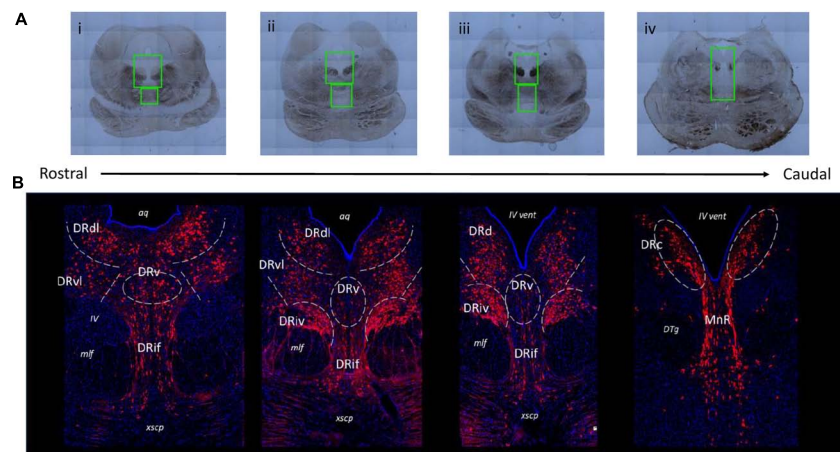 A
i
ii
iii
iv
Rostral
Caudal
B
aq
DRdl
DRv
DRvl
IV
mlf
DRif
xscp
aq
DRdl
DRvl
DRv
DRiv
mlf
DRif
xscp
IV vent
DRd
DRv
DRiv
mlf
DRif
xscp
IV vent
DRc
MnR
DTg